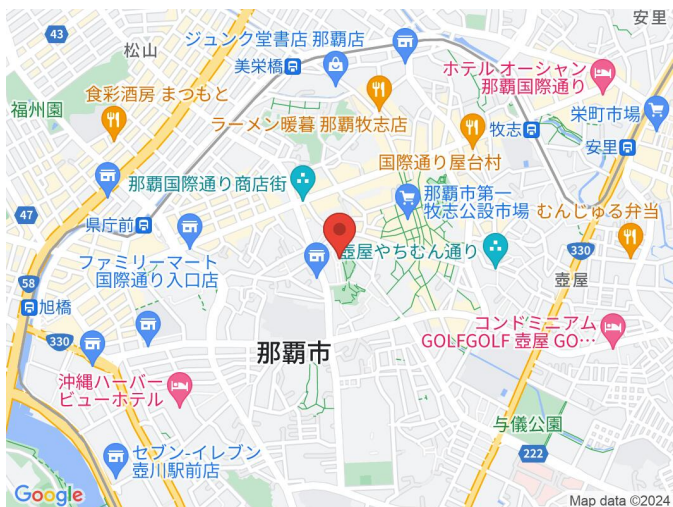 安里
43
松山
ジュンク堂書店 那覇店
美栄橋
ホテル オーシャン
那覇国際通り
福州園
食彩酒房 まつもと
栄町市場
ラーメン暖暮 那覇牧志店
牧志
安里
国際通り屋台村
那覇国際通り商店街
那覇市第一
牧志公設市場
むんじゅる弁当
47
県庁前
ファミリーマート
国際通り入口店
壺屋やちむん通り
330
壺屋
58
旭橋
330
那覇市
コンドミニアム
GOLFGOLF 壺屋 GO…
沖縄ハーバー
ビューホテル
与儀公園
222
セブン-イレブン
壺川駅前店
Google
Map data ©2024